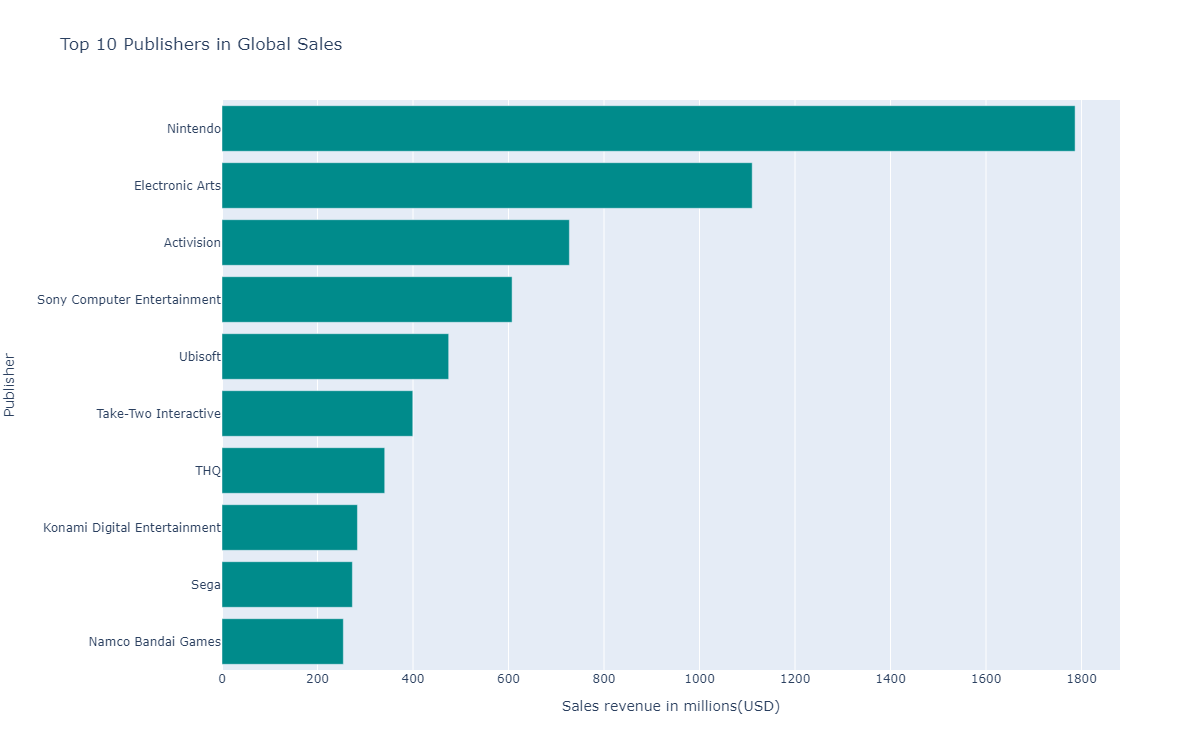 Top 10 Publishers in Global Sales
Publisher
Nintendo
Electronic Arts
Activision
Sony Computer Entertainment
Ubisoft
Take-Two Interactive
THQ
Konami Digital Entertainment
Sega
Namco Bandai Games
0 200 400 600 800 1000 1200 1400 1600 1800
Sales revenue in millions(USD)